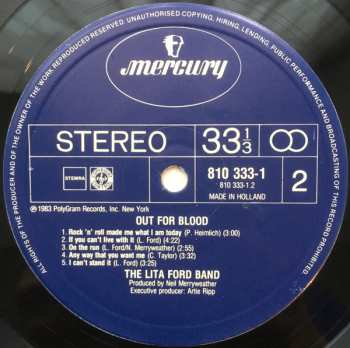 ALL RIGHTS OF THE PRODUCER AND OF THE OWNER OF THE WORK REPRODUCED RESERVED. UNAUTHORISED COPYING, HIRING, LENDING, PUBLIC PERFORMANCE AND BROADCASTING OF THIS RECORD PROHIBITED.
mercury
STEREO 33 1/3
STEMRA
810 333-1
810 333-1.2
MADE IN HOLLAND
2
℗1983 PolyGram Records, Inc. New York
OUT FOR BLOOD
1. Rock 'n' roll made me what I am today (P. Heimlich) (3:00)
2. If you can't live with it (L. Ford) (4:22)
3. On the run (L. Ford/N. Merryweather) (2:55)
4. Any way that you want me (C. Taylor) (3:35)
5. I can't stand it (L. Ford) (5:25)
THE LITA FORD BAND
Produced by Neil Merryweather
Executive producer: Artie Ripp